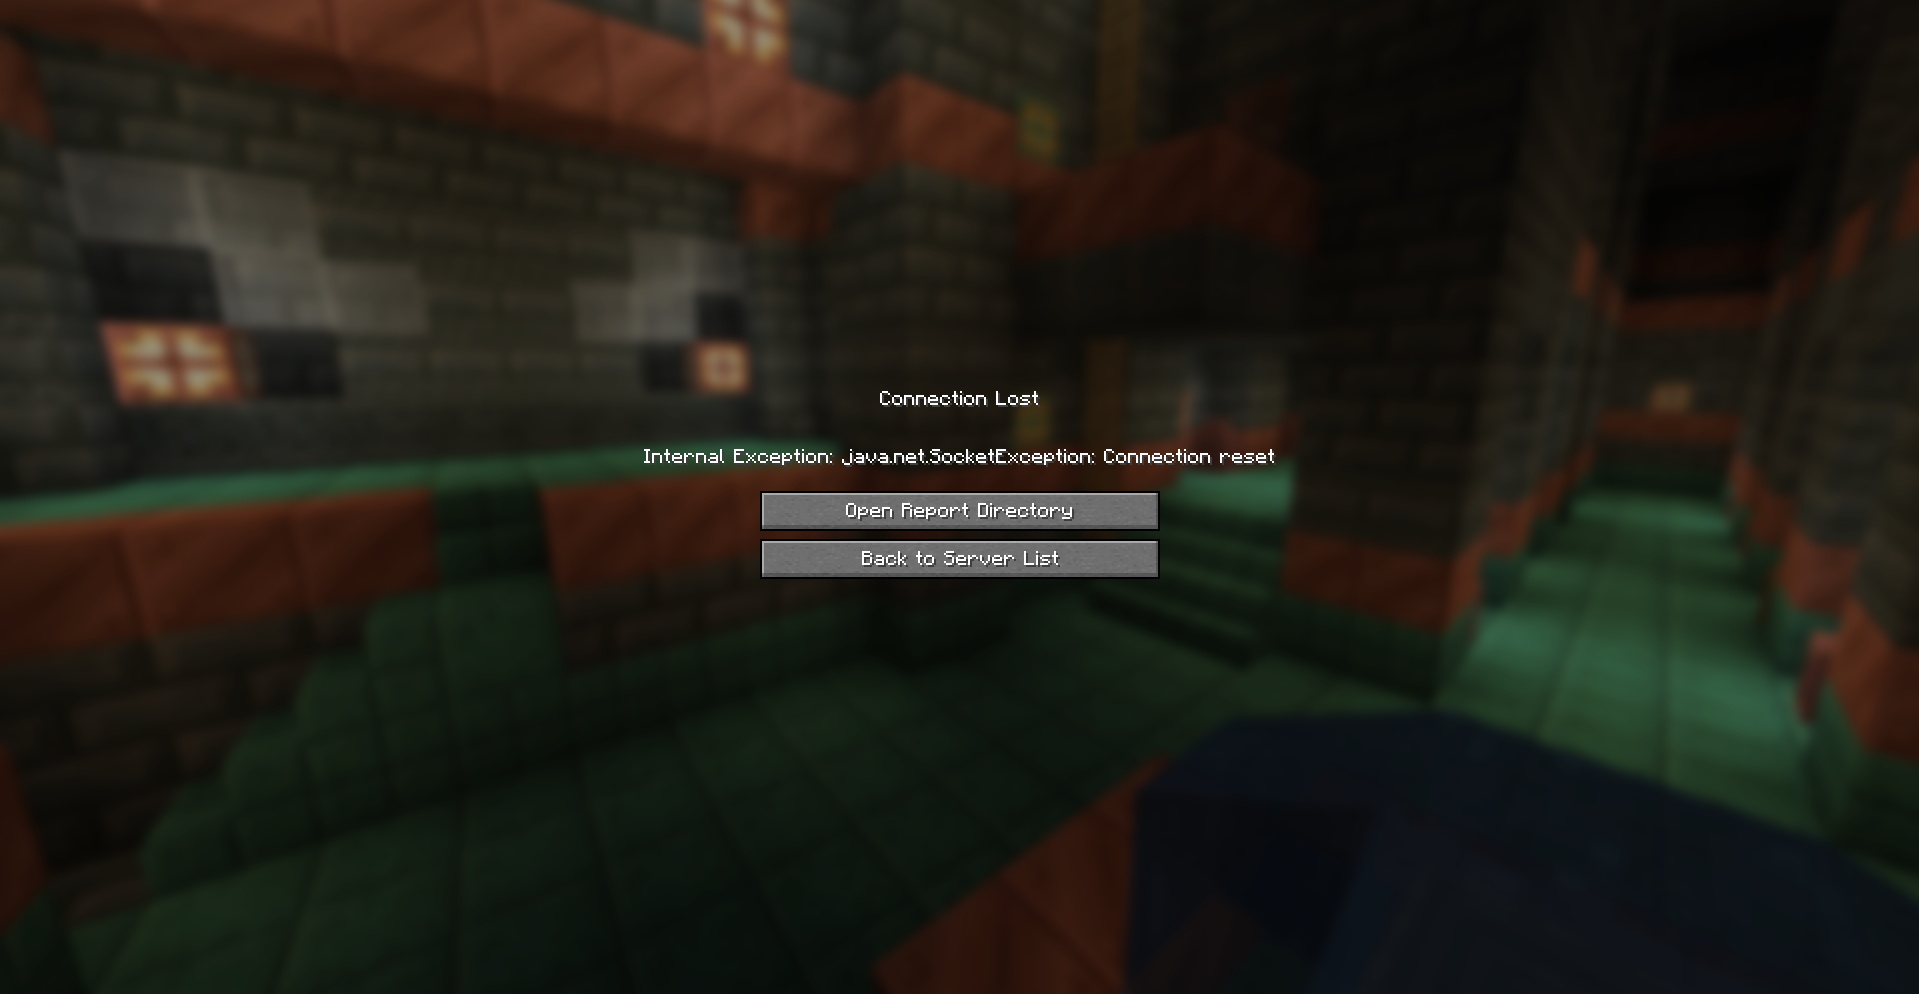 Connection Lost
Internal Exception: java.net.SocketException: Connection reset
Open Report Directory
Back to Server List